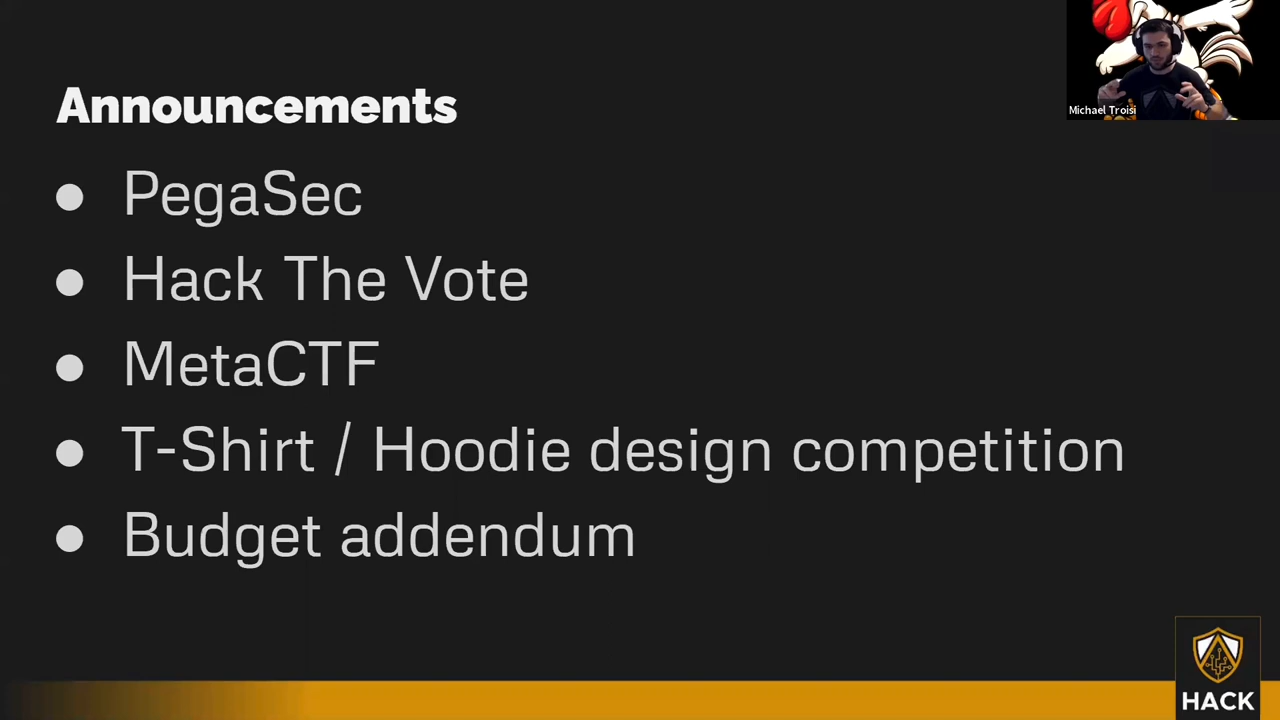 Announcements
Michael Troisi
● PegaSec
● Hack The Vote
● MetaCTF
● T-Shirt / Hoodie design competition
● Budget addendum
HACK